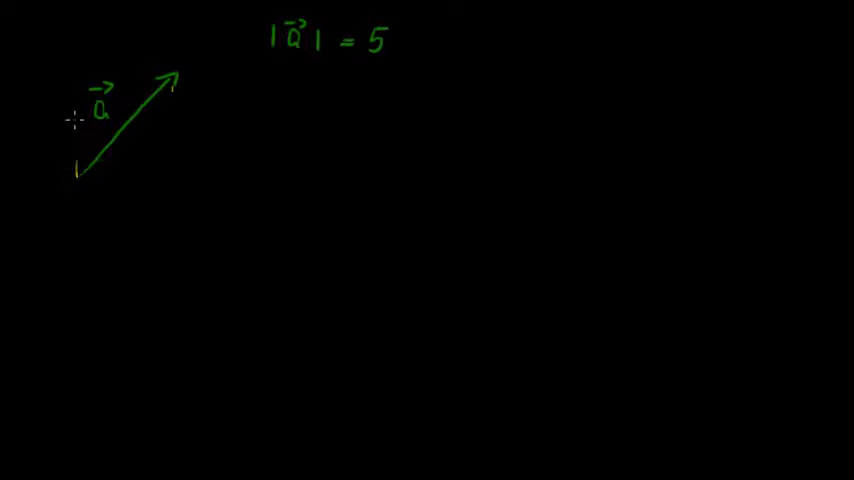 |a⃗| = 5
a⃗